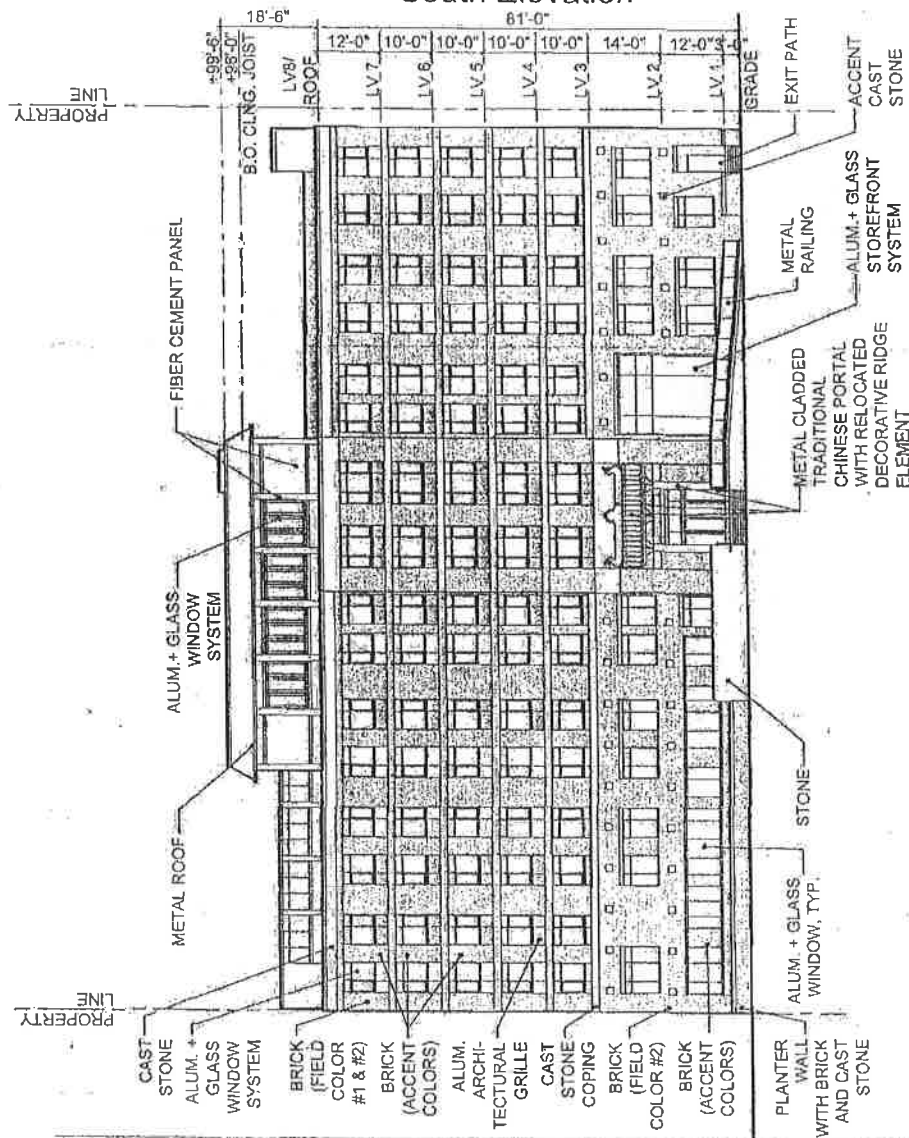 South Elevation
18'-6"
81'-0"
12'-0"
10'-0"
10'-0"
10'-0"
10'-0"
14'-0"
12'-0"
3'-0"
+99'-6"
+96'-0"
B.O. CLNG. JOIST
LV8/
ROOF
LV 7
LV 6
LV 5
LV 4
LV 3
LV 2
LV 1
GRADE
PROPERTY
LINE
FIBER CEMENT PANEL
ALUM.+ GLASS
WINDOW
SYSTEM
METAL ROOF
PROPERTY
LINE
EXIT PATH
ACCENT
CAST
STONE
ALUM.+ GLASS
STOREFRONT
SYSTEM
METAL
RAILING
METAL CLADDED
TRADITIONAL
CHINESE PORTAL
WITH RELOCATED
DECORATIVE RIDGE
ELEMENT
STONE
ALUM. + GLASS
WINDOW, TYP.
CAST
STONE
ALUM. +
GLASS
WINDOW
SYSTEM
BRICK
(FIELD
COLOR
#1 & #2)
BRICK
(ACCENT
COLORS)
ALUM.
ARCHI-
TECTURAL
GRILLE
CAST
STONE
COPING
BRICK
(FIELD
COLOR #2)
BRICK
(ACCENT
COLORS)
PLANTER
WALL
WITH BRICK
AND CAST
STONE